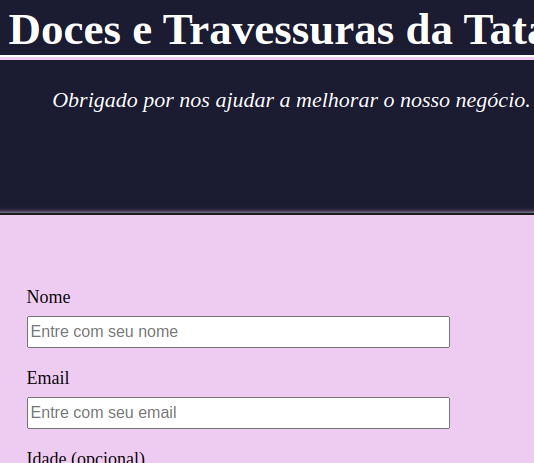 Doces e Travessuras da Tata
Obrigado por nos ajudar a melhorar o nosso negócio.
Nome
Entre com seu nome
Email
Entre com seu email
Idade (opcional)